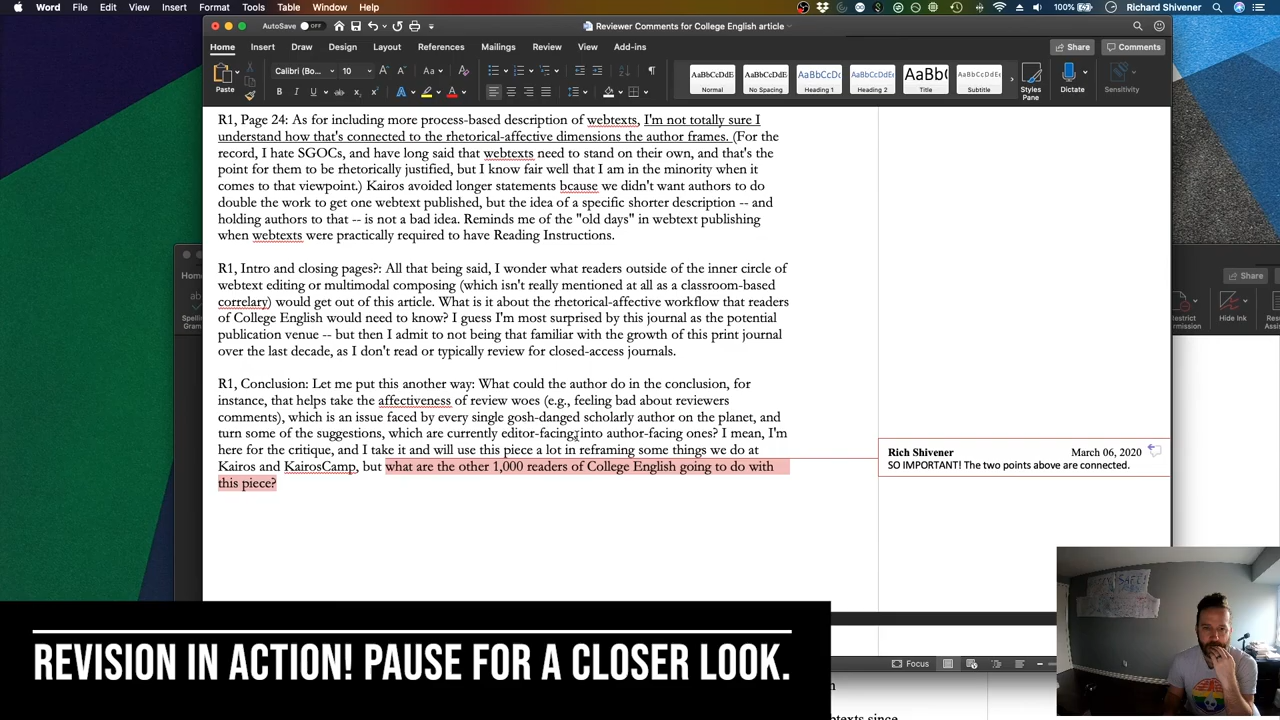 Word File Edit View Insert Format Tools Table Window Help 100% Richard Shivener
AutoSave OFF Reviewer Comments for College English article
Home Insert Draw Design Layout References Mailings Review View Add-ins Share Comments
Paste Calibri (Bo... 10 AaBbCcDdE AaBbCcDdE AaBbCcDc AaBbCcDdE AaBb( AaBbCcDdE
Normal No Spacing Heading 1 Heading 2 Title Subtitle Styles Pane Dictate Sensitivity
R1, Page 24: As for including more process-based description of webtexts, I'm not totally sure I
understand how that's connected to the rhetorical-affective dimensions the author frames. (For the
record, I hate SGOCs, and have long said that webtexts need to stand on their own, and that's the
point for them to be rhetorically justified, but I know fair well that I am in the minority when it
comes to that viewpoint.) Kairos avoided longer statements bcause we didn't want authors to do
double the work to get one webtext published, but the idea of a specific shorter description -- and
holding authors to that -- is not a bad idea. Reminds me of the "old days" in webtext publishing
when webtexts were practically required to have Reading Instructions.
R1, Intro and closing pages?: All that being said, I wonder what readers outside of the inner circle of
webtext editing or multimodal composing (which isn't really mentioned at all as a classroom-based
correlary) would get out of this article. What is it about the rhetorical-affective workflow that readers
of College English would need to know? I guess I'm most surprised by this journal as the potential
publication venue -- but then I admit to not being that familiar with the growth of this print journal
over the last decade, as I don't read or typically review for closed-access journals.
R1, Conclusion: Let me put this another way: What could the author do in the conclusion, for
instance, that helps take the affectiveness of review woes (e.g., feeling bad about reviewers
comments), which is an issue faced by every single gosh-danged scholarly author on the planet, and
turn some of the suggestions, which are currently editor-facing, into author-facing ones? I mean, I'm
here for the critique, and I take it and will use this piece a lot in reframing some things we do at
Kairos and KairosCamp, but what are the other 1,000 readers of College English going to do with
this piece?
Rich Shivener March 06, 2020
SO IMPORTANT! The two points above are connected.
Share
Hide Ink
Focus
REVISION IN ACTION! PAUSE FOR A CLOSER LOOK.